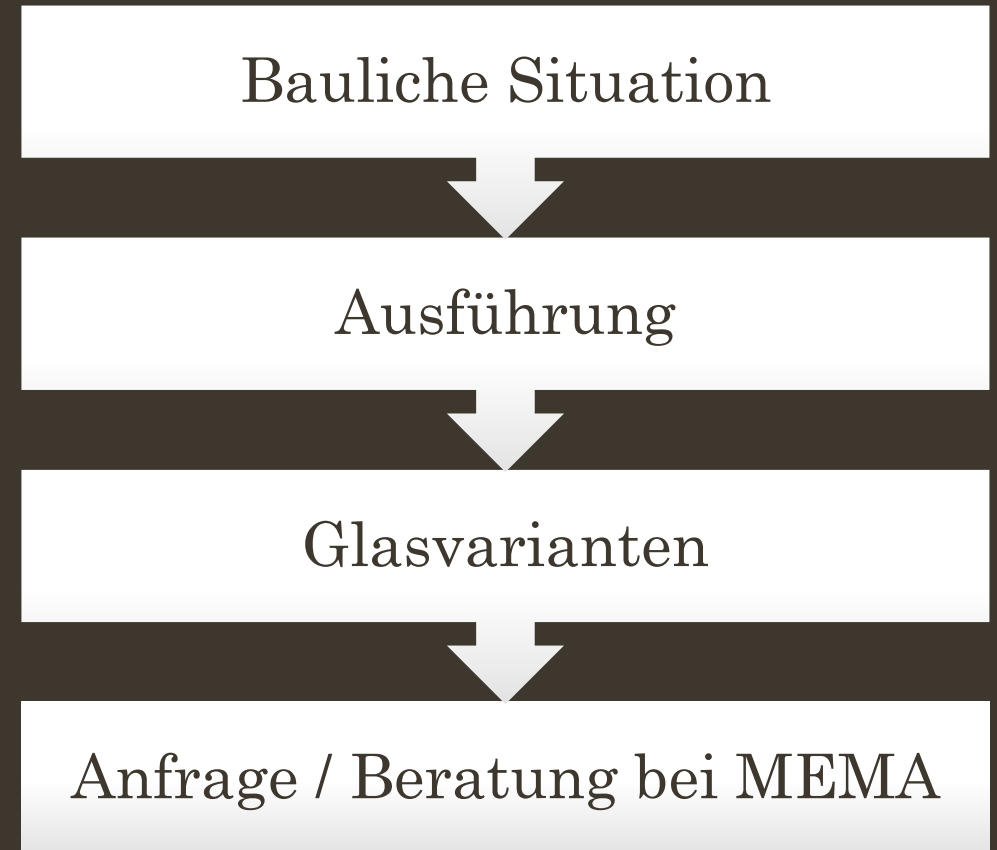 Bauliche Situation
Ausführung
Glasvarianten
Anfrage / Beratung bei MEMA